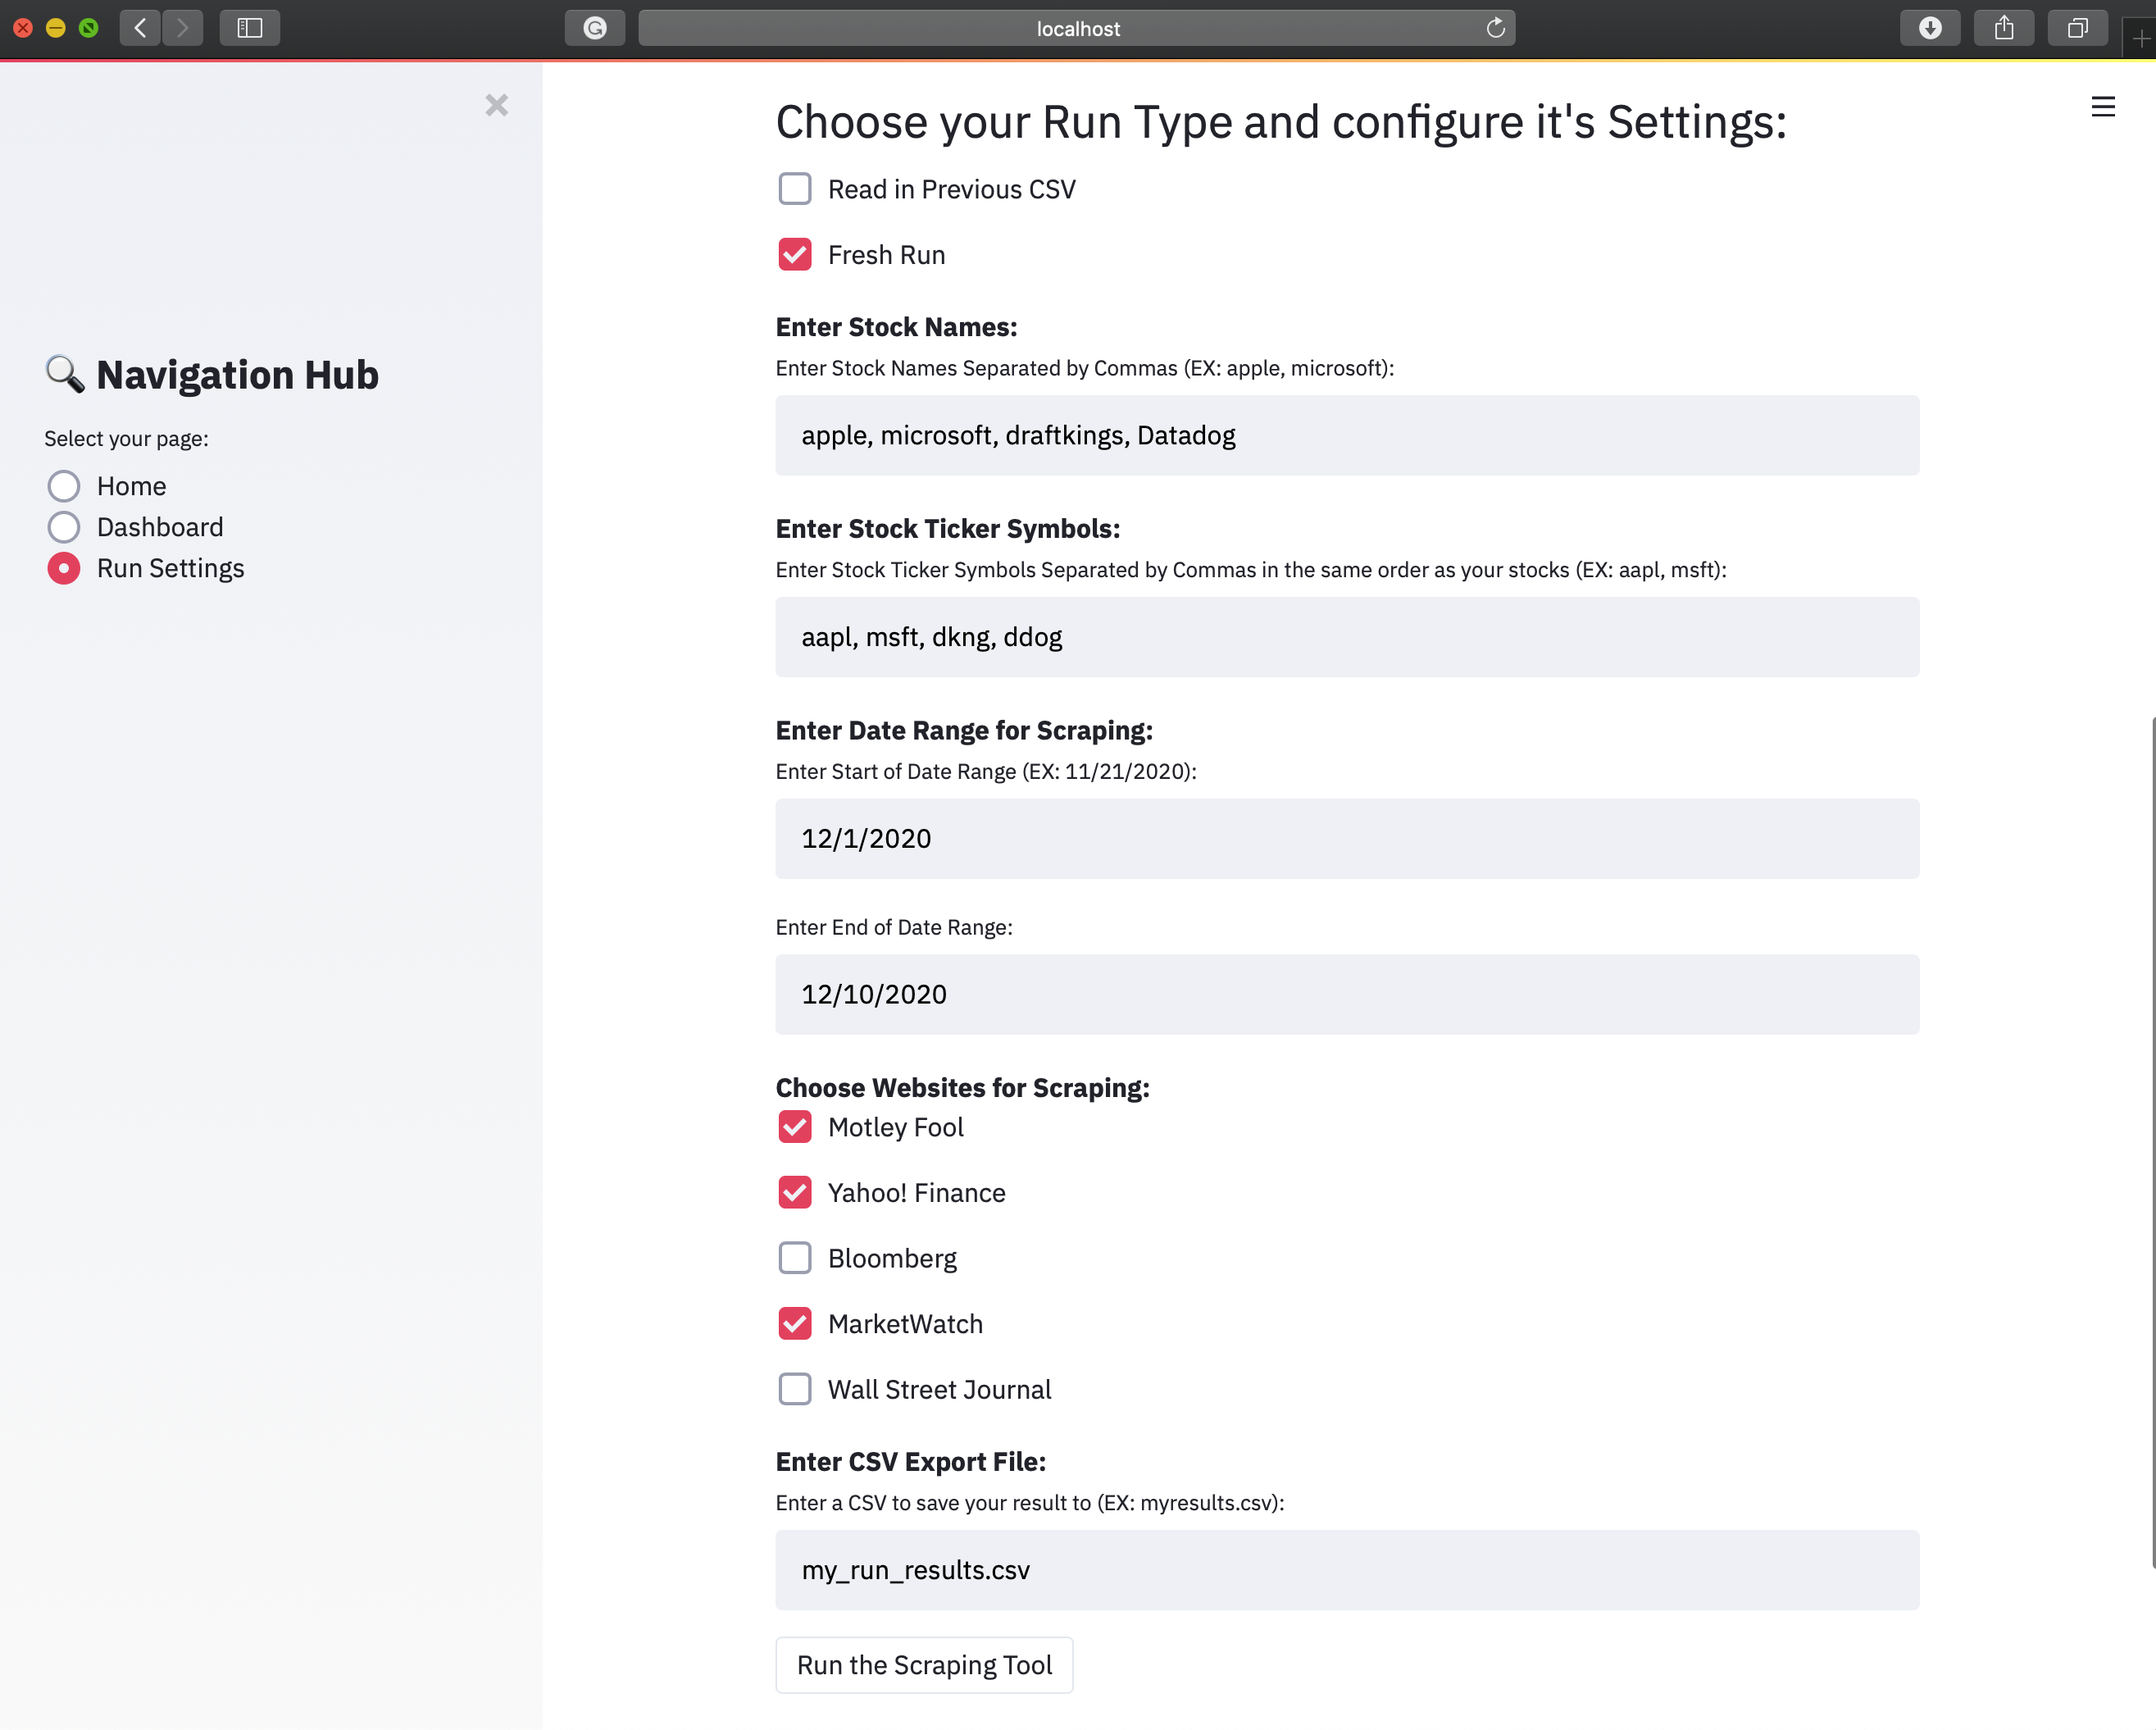 localhost
Navigation Hub
Select your page:
Home
Dashboard
Run Settings
Choose your Run Type and configure it's Settings:
Read in Previous CSV
Fresh Run
Enter Stock Names:
Enter Stock Names Separated by Commas (EX: apple, microsoft):
apple, microsoft, draftkings, Datadog
Enter Stock Ticker Symbols:
Enter Stock Ticker Symbols Separated by Commas in the same order as your stocks (EX: aapl, msft):
aapl, msft, dkng, ddog
Enter Date Range for Scraping:
Enter Start of Date Range (EX: 11/21/2020):
12/1/2020
Enter End of Date Range:
12/10/2020
Choose Websites for Scraping:
Motley Fool
Yahoo! Finance
Bloomberg
MarketWatch
Wall Street Journal
Enter CSV Export File:
Enter a CSV to save your result to (EX: myresults.csv):
my_run_results.csv
Run the Scraping Tool